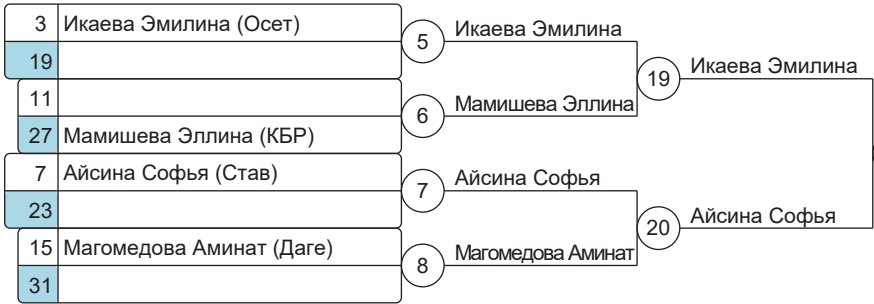 3 Икаева Эмилина (Осет)
19
5
Икаева Эмилина
11
27 Мамишева Эллина (КБР)
6
Мамишева Эллина
19
Икаева Эмилина
7 Айсина Софья (Став)
23
7
Айсина Софья
15 Магомедова Аминат (Даге)
31
8
Магомедова Аминат
20
Айсина Софья